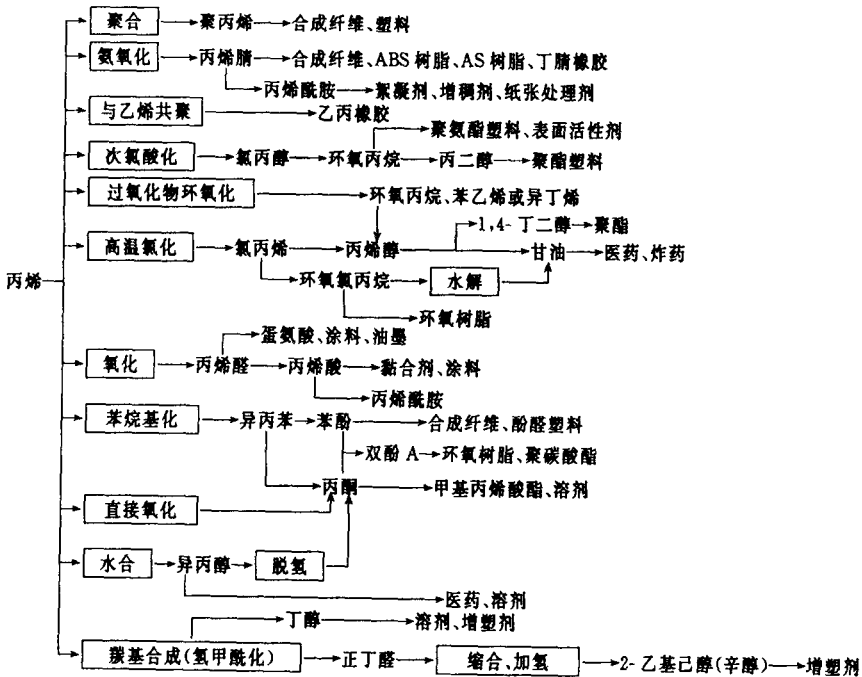 聚合 聚丙烯 合成纤维、塑料
氨氧化 丙烯腈 合成纤维、ABS树脂、AS树脂、丁腈橡胶
丙烯酰胺 絮凝剂、增稠剂、纸张处理剂
与乙烯共聚 乙丙橡胶
聚氨酯塑料、表面活性剂
次氯酸化 氯丙醇 环氧丙烷 丙二醇 聚酯塑料
过氧化物环氧化 环氧丙烷、苯乙烯或异丁烯
1,4-丁二醇 聚酯
高温氯化 氯丙烯 丙烯醇 甘油 医药、炸药
丙烯 环氧氯丙烷 水解
环氧树脂
蛋氨酸、涂料、油墨
氧化 丙烯醛 丙烯酸 黏合剂、涂料
丙烯酰胺
苯烷基化 异丙苯 苯酚 合成纤维、酚醛塑料
双酚A 环氧树脂、聚碳酸酯
丙酮 甲基丙烯酸酯、溶剂
直接氧化
水合 异丙醇 脱氢
医药、溶剂
丁醇 溶剂、增塑剂
羰基合成(氢甲酰化) 正丁醛 缩合、加氢 2-乙基己醇(辛醇) 增塑剂